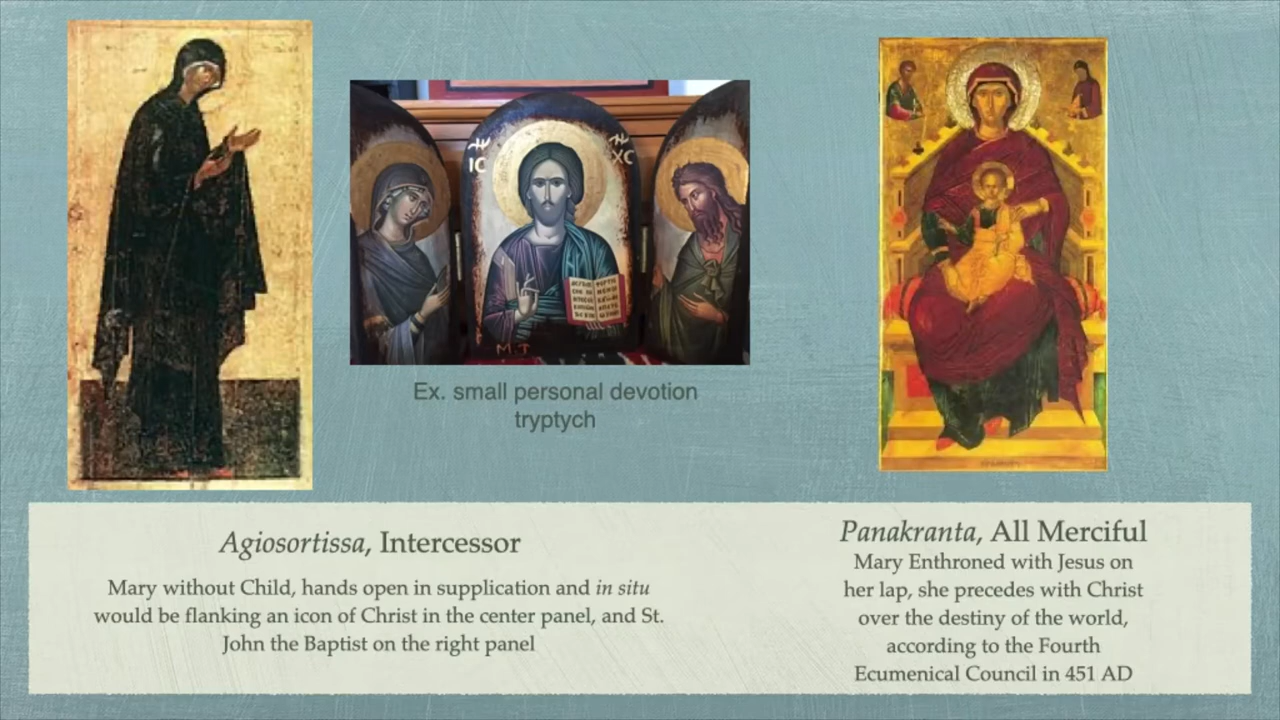 IC
XC
M.T
Ex. small personal devotion
tryptych
Agiosortissa, Intercessor
Mary without Child, hands open in supplication and in situ
would be flanking an icon of Christ in the center panel, and St.
John the Baptist on the right panel
Panakranta, All Merciful
Mary Enthroned with Jesus on
her lap, she precedes with Christ
over the destiny of the world,
according to the Fourth
Ecumenical Council in 451 AD